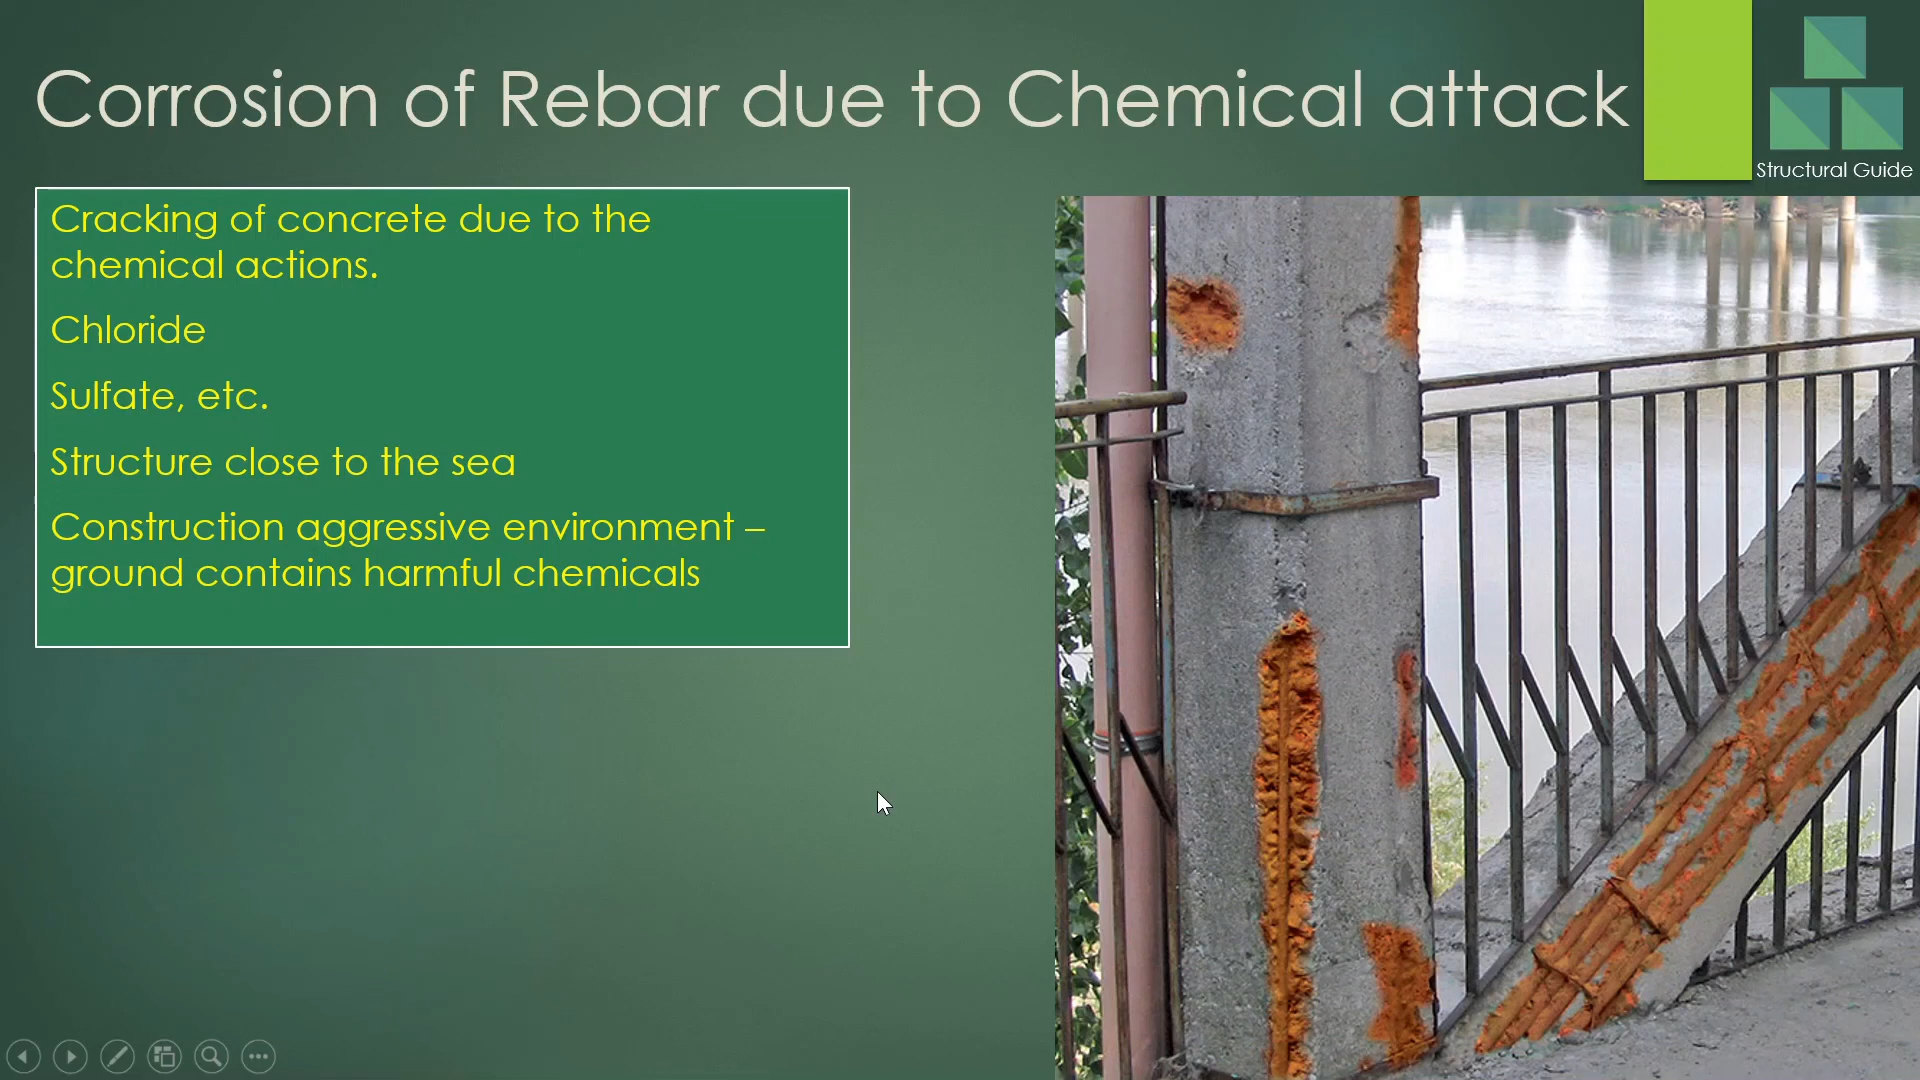 Corrosion of Rebar due to Chemical attack
Structural Guide
Cracking of concrete due to the
chemical actions.
Chloride
Sulfate, etc.
Structure close to the sea
Construction aggressive environment –
ground contains harmful chemicals